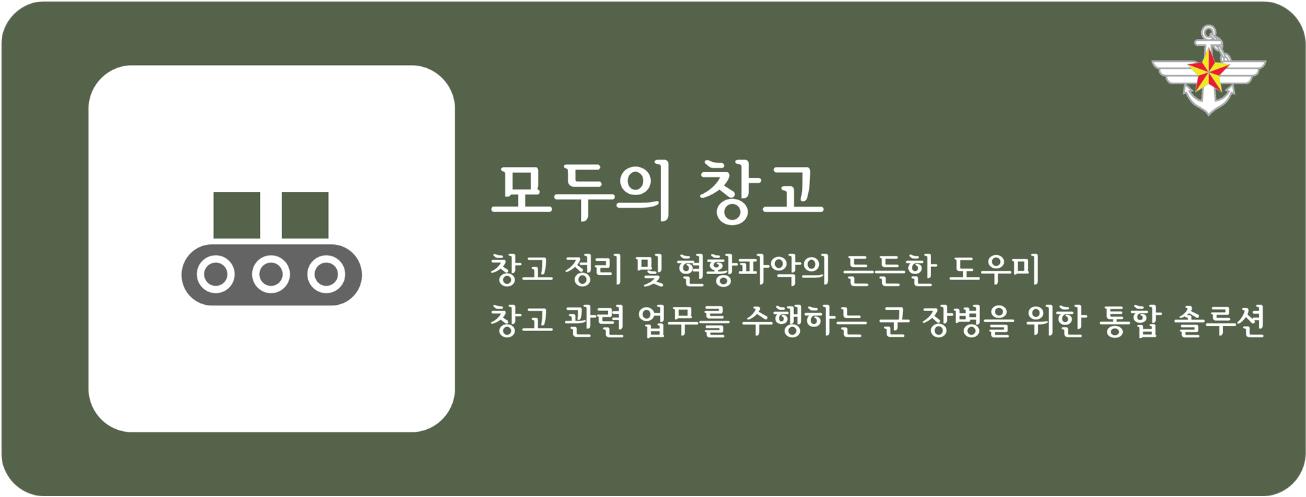 모두의 창고
창고 정리 및 현황파악의 든든한 도우미
창고 관련 업무를 수행하는 군 장병을 위한 통합 솔루션